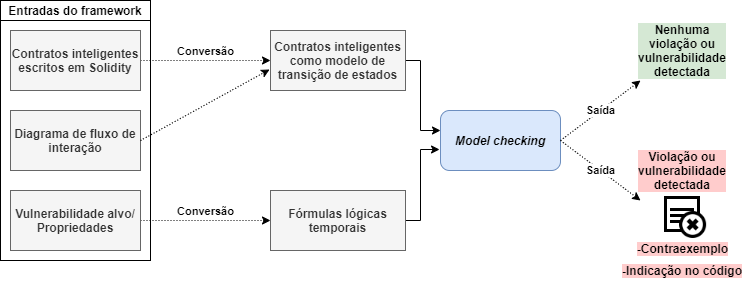 Entradas do framework
Contratos inteligentes
escritos em Solidity
Conversão
Contratos inteligentes
como modelo de
transição de estados
Diagrama de fluxo de
interação
Vulnerabilidade alvo/
Propriedades
Conversão
Fórmulas lógicas
temporais
Model checking
Saída
Nenhuma
violação ou
vulnerabilidade
detectada
Saída
Violação ou
vulnerabilidade
detectada
-Contraexemplo
-Indicação no código